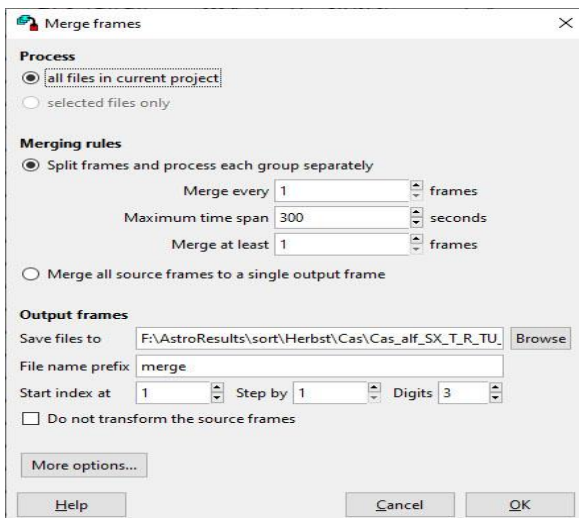 Merge frames
Process
all files in current project
selected files only
Merging rules
Split frames and process each group separately
Merge every 1 frames
Maximum time span 300 seconds
Merge at least 1 frames
Merge all source frames to a single output frame
Output frames
Save files to F:\AstroResults\sort\Herbst\Cas\Cas_alf_SX_T_R_TU_ Browse
File name prefix merge
Start index at 1 Step by 1 Digits 3
Do not transform the source frames
More options...
Help Cancel OK